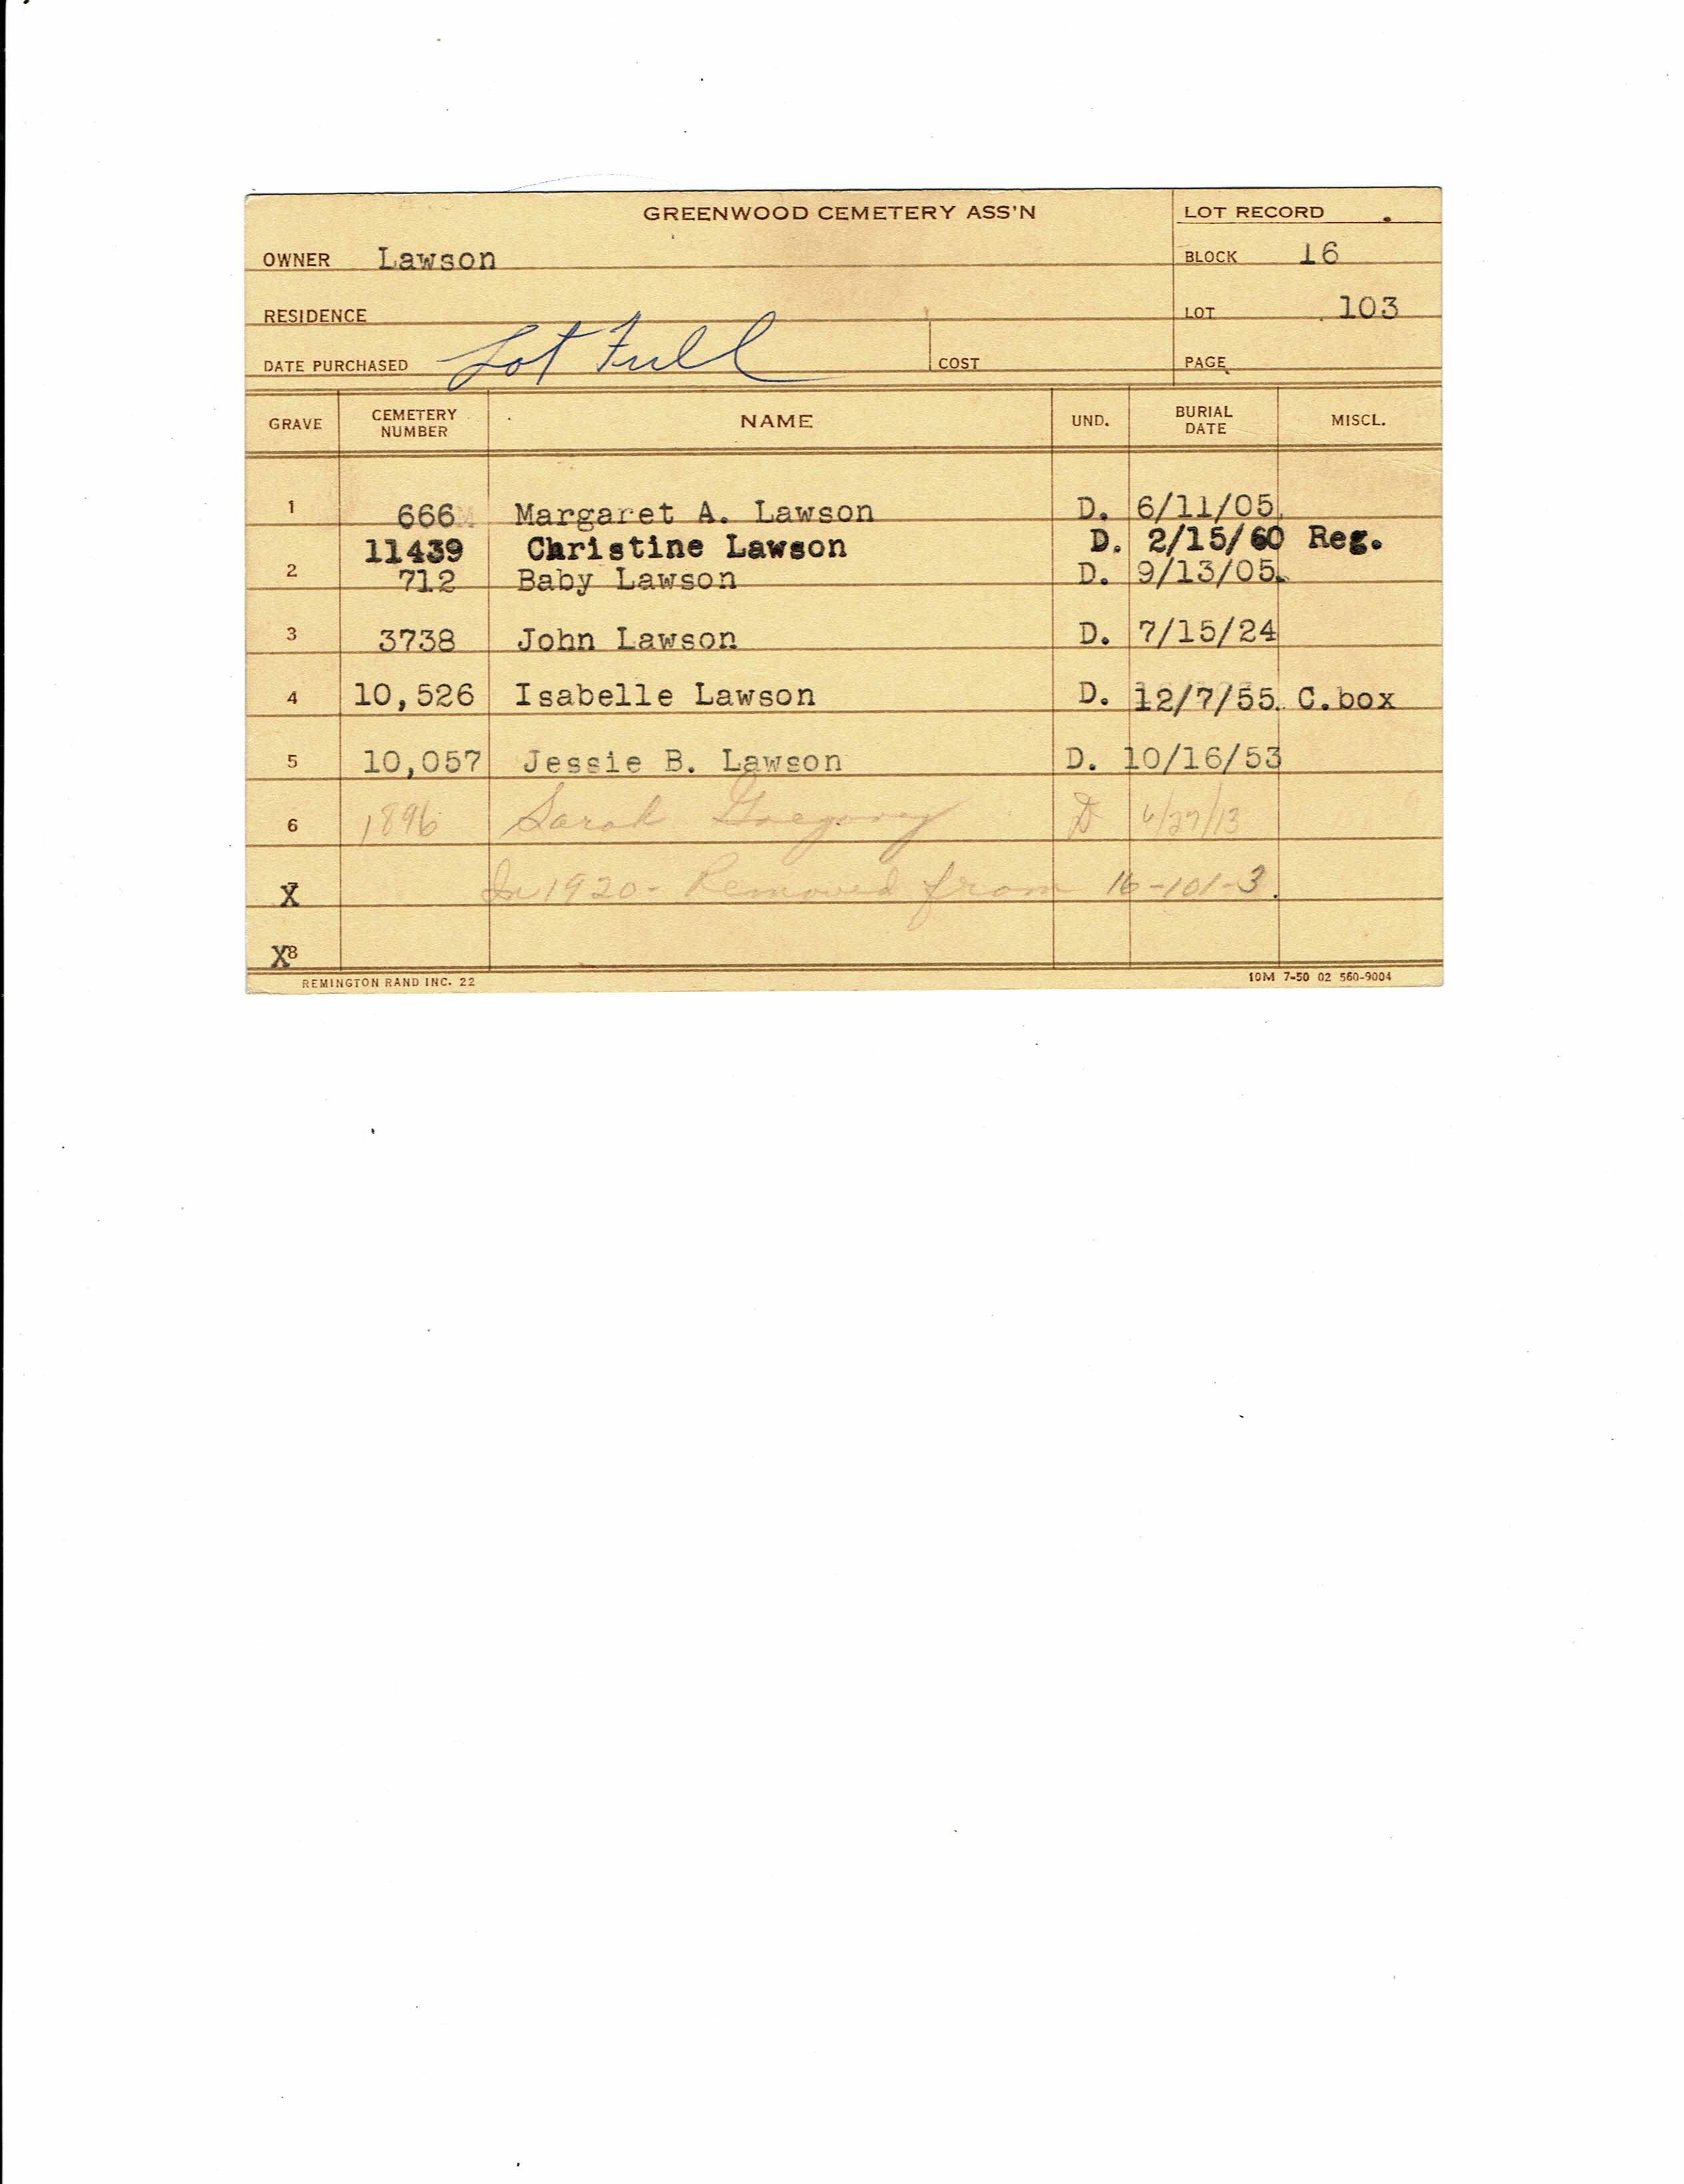 GREENWOOD CEMETERY ASS'N LOT RECORD
OWNER Lawson BLOCK 16
RESIDENCE LOT 103
DATE PURCHASED Lot Full COST PAGE
GRAVE CEMETERY NUMBER NAME UND. BURIAL DATE MISCL.
1 666 Margaret A. Lawson D. 6/11/05
11439 Christine Lawson D. 2/15/60 Reg.
2 712 Baby Lawson D. 9/13/05
3 3738 John Lawson D. 7/15/24
4 10,526 Isabelle Lawson D. 12/7/55 C.box
5 10,057 Jessie B. Lawson D. 10/16/53
6 1896 Sarah Gregory D 6/27/13
X In 1920 - Removed from 16-101-3.
X8
REMINGTON RAND INC. 22 10M 7-50 02 560-9004